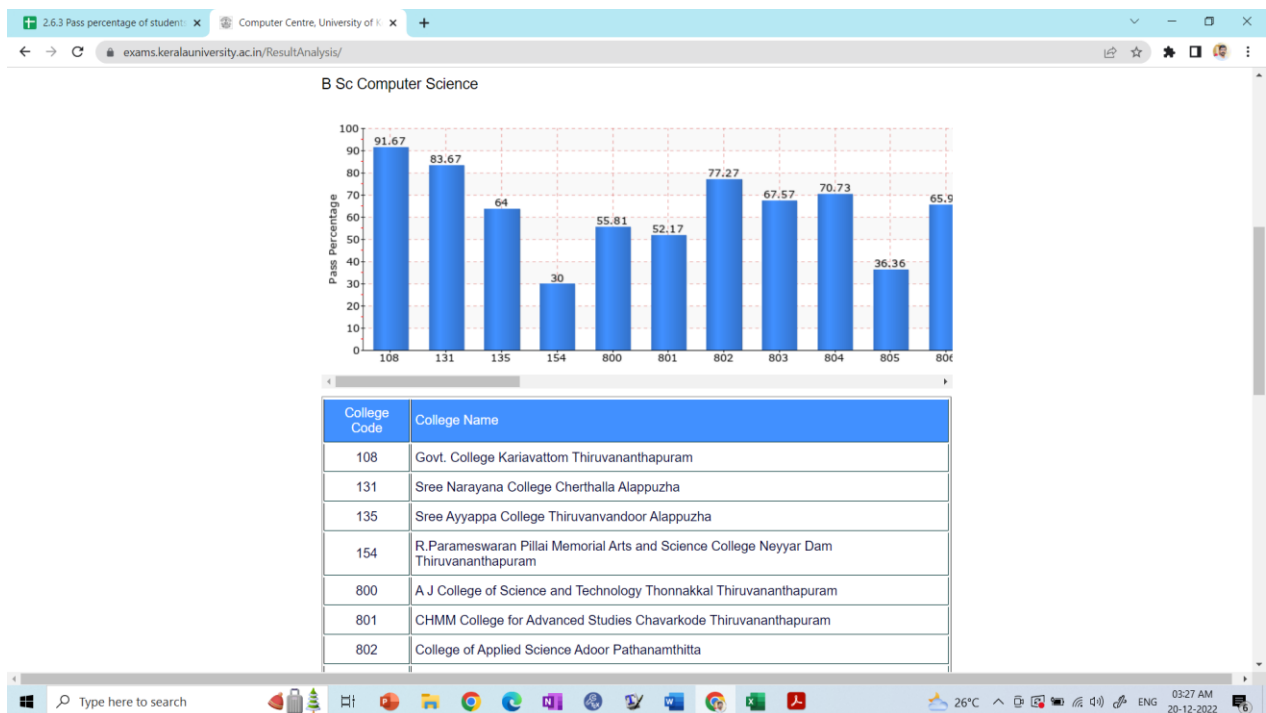 2.6.3 Pass percentage of students
Computer Centre, University of K
exams.keralauniversity.ac.in/ResultAnalysis/
B Sc Computer Science
Pass Percentage
100
90
80
70
60
50
40
30
20
10
0
91.67
83.67
64
30
55.81
52.17
77.27
67.57
70.73
36.36
65.9
108 131 135 154 800 801 802 803 804 805 806
College Code College Name
108 Govt. College Kariavattom Thiruvananthapuram
131 Sree Narayana College Cherthalla Alappuzha
135 Sree Ayyappa College Thiruvanvandoor Alappuzha
154 R.Parameswaran Pillai Memorial Arts and Science College Neyyar Dam
Thiruvananthapuram
800 A J College of Science and Technology Thonnakkal Thiruvananthapuram
801 CHMM College for Advanced Studies Chavarkode Thiruvananthapuram
802 College of Applied Science Adoor Pathanamthitta
Type here to search
26°C
ENG
03:27 AM
20-12-2022
6